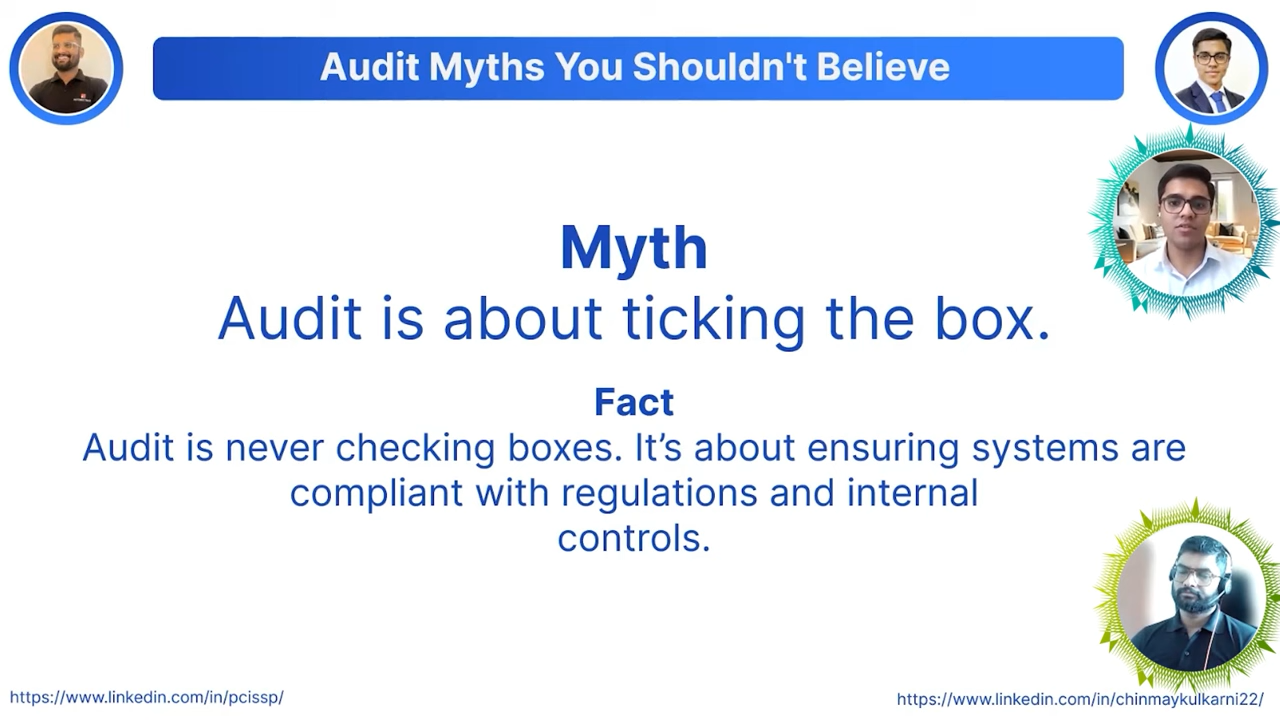 Audit Myths You Shouldn't Believe
Myth
Audit is about ticking the box.
Fact
Audit is never checking boxes. It’s about ensuring systems are
compliant with regulations and internal
controls.
https://www.linkedin.com/in/pcissp/
https://www.linkedin.com/in/chinmaykulkarni22/